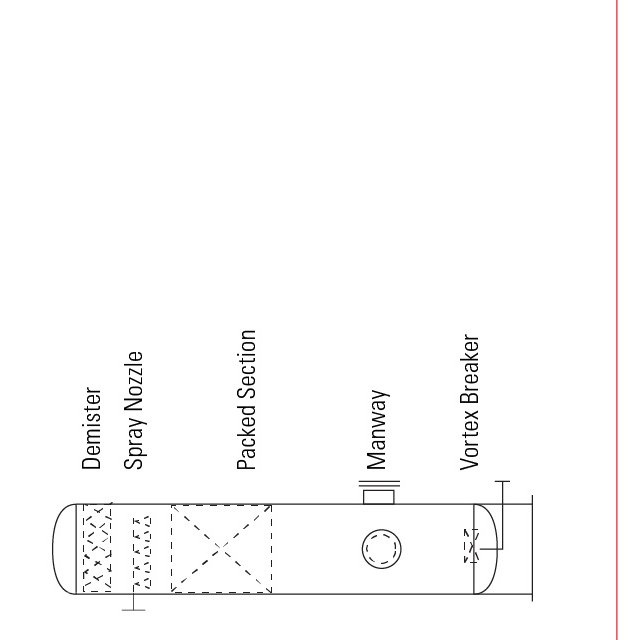 Demister
Spray Nozzle
Packed Section
Manway
Vortex Breaker